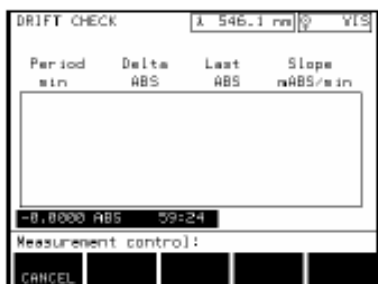 DRIFT CHECK λ 546.1 nm VIS
Period Delta Last Slope
min ABS ABS mABS/min
-0.0000 ABS 59:24
Measurement control:
CANCEL